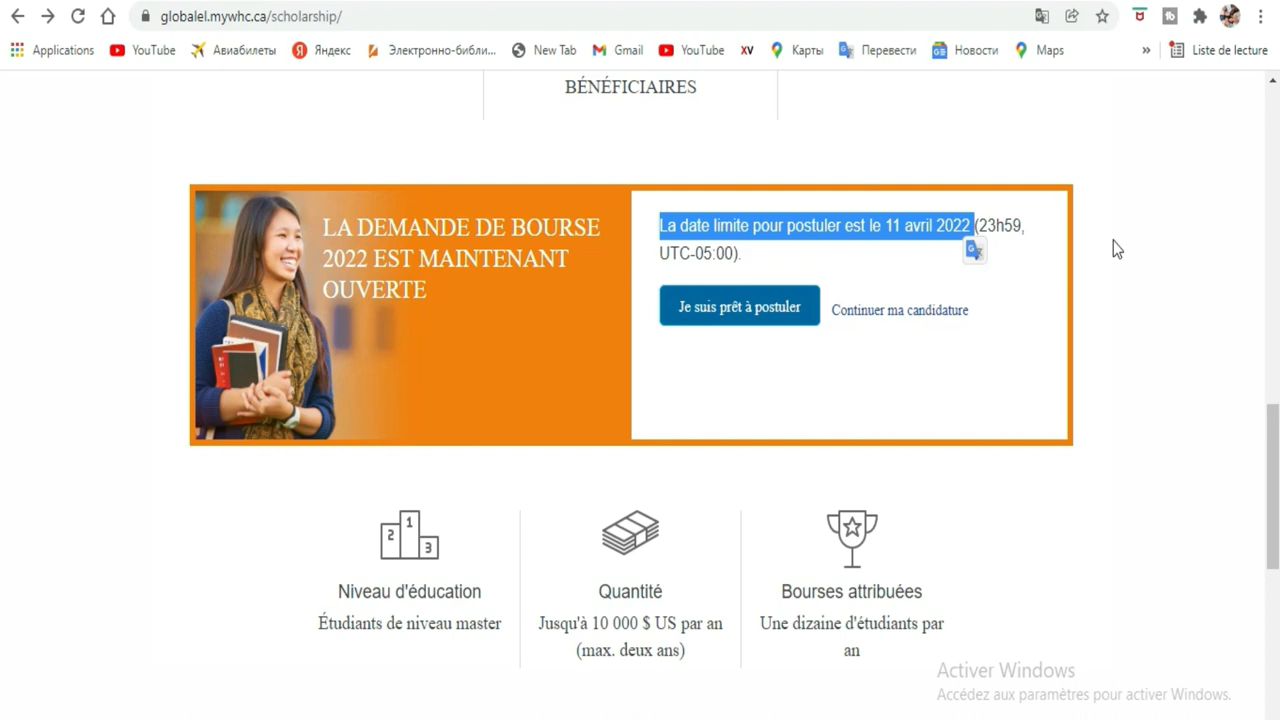 globalel.mywhc.ca/scholarship/
Applications YouTube Авиабилеты Яндекс Электронно-библи... New Tab Gmail YouTube XV Карты Перевести Новости Maps » Liste de lecture
BÉNÉFICIAIRES
LA DEMANDE DE BOURSE
2022 EST MAINTENANT
OUVERTE
La date limite pour postuler est le 11 avril 2022 (23h59,
UTC-05:00).
Je suis prêt à postuler
Continuer ma candidature
2 1 3
Niveau d'éducation
Étudiants de niveau master
Quantité
Jusqu'à 10 000 $ US par an
(max. deux ans)
Bourses attribuées
Une dizaine d'étudiants par
an
Activer Windows
Accédez aux paramètres pour activer Windows.